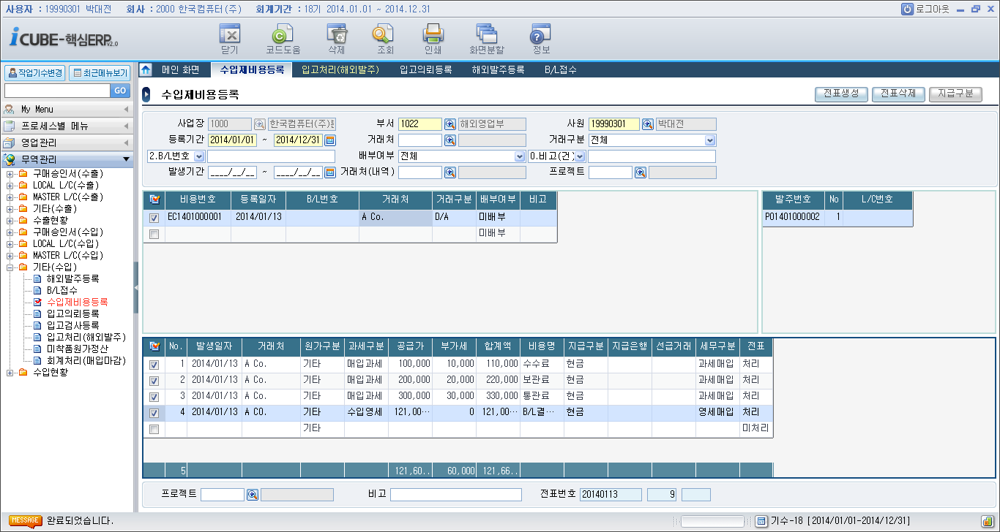 사용자 : 19990301 박대전 회사 : 2000 한국컴퓨터(주) 회계기간 : 18기 2014.01.01 ~ 2014.12.31 로그아웃
iCUBE-핵심ERP v2.0
닫기 코드도움 삭제 조회 인쇄 화면분할 정보
작업기수변경 최근메뉴보기
메인 화면 수입제비용등록 입고처리(해외발주) 입고의뢰등록 해외발주등록 B/L접수
GO
수입제비용등록 전표생성 전표삭제 지급구분
My Menu
프로세스별 메뉴
영업관리
무역관리
구매승인서(수출)
LOCAL L/C(수출)
MASTER L/C(수출)
기타(수출)
수출현황
구매승인서(수입)
LOCAL L/C(수입)
MASTER L/C(수입)
기타(수입)
해외발주등록
B/L접수
수입제비용등록
입고의뢰등록
입고검사등록
입고처리(해외발주)
미착품원가정산
회계처리(매입마감)
수입현황
사업장 1000 한국컴퓨터(주) 부서 1022 해외영업부 사원 19990301 박대전
등록기간 2014/01/01 ~ 2014/12/31 거래처 거래구분 전체
2.B/L번호 배부여부 전체 0.비고(건)
발생기간 ____/__/__ ~ ____/__/__ 거래처(내역) 프로젝트
비용번호 등록일자 B/L번호 거래처 거래구분 배부여부 비고
EC1401000001 2014/01/13 A Co. D/A 미배부
미배부
발주번호 No L/C번호
PO1401000002 1
No. 발생일자 거래처 원가구분 과세구분 공급가 부가세 합계액 비용명 지급구분 지급은행 선급거래 세무구분 전표
1 2014/01/13 A Co. 기타 매입과세 100,000 10,000 110,000 수수료 현금 과세매입 처리
2 2014/01/13 A Co. 기타 매입과세 200,000 20,000 220,000 보관료 현금 과세매입 처리
3 2014/01/13 A Co. 기타 매입과세 300,000 30,000 330,000 통관료 현금 과세매입 처리
4 2014/01/13 A CO. 기타 수입영세 121,00… 0 121,00… B/L결… 현금 영세매입 처리
기타 미처리
5 121,60.. 60,000 121,66..
프로젝트 비고 전표번호 20140113 9
MESSAGE 완료되었습니다. 기수-18 [2014/01/01-2014/12/31]